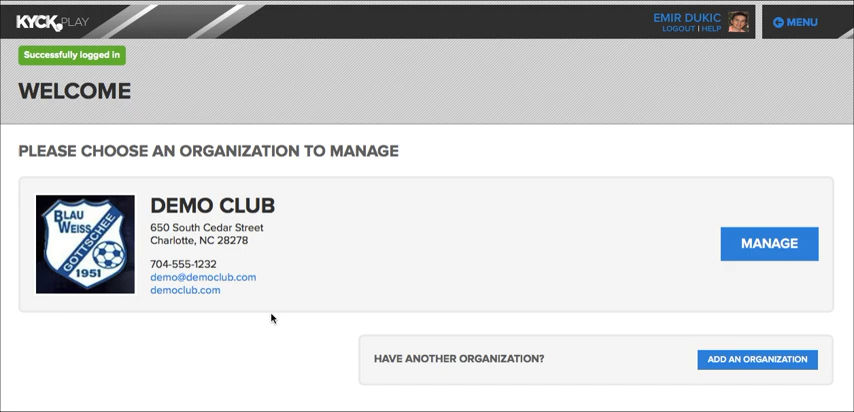 KYCK.PLAY
EMIR DUKIC
LOGOUT | HELP
MENU
Successfully logged in
WELCOME
PLEASE CHOOSE AN ORGANIZATION TO MANAGE
BLAU
WEISS
GOTTSCHEE
1951
DEMO CLUB
650 South Cedar Street
Charlotte, NC 28278
704-555-1232
demo@democlub.com
democlub.com
MANAGE
HAVE ANOTHER ORGANIZATION?
ADD AN ORGANIZATION